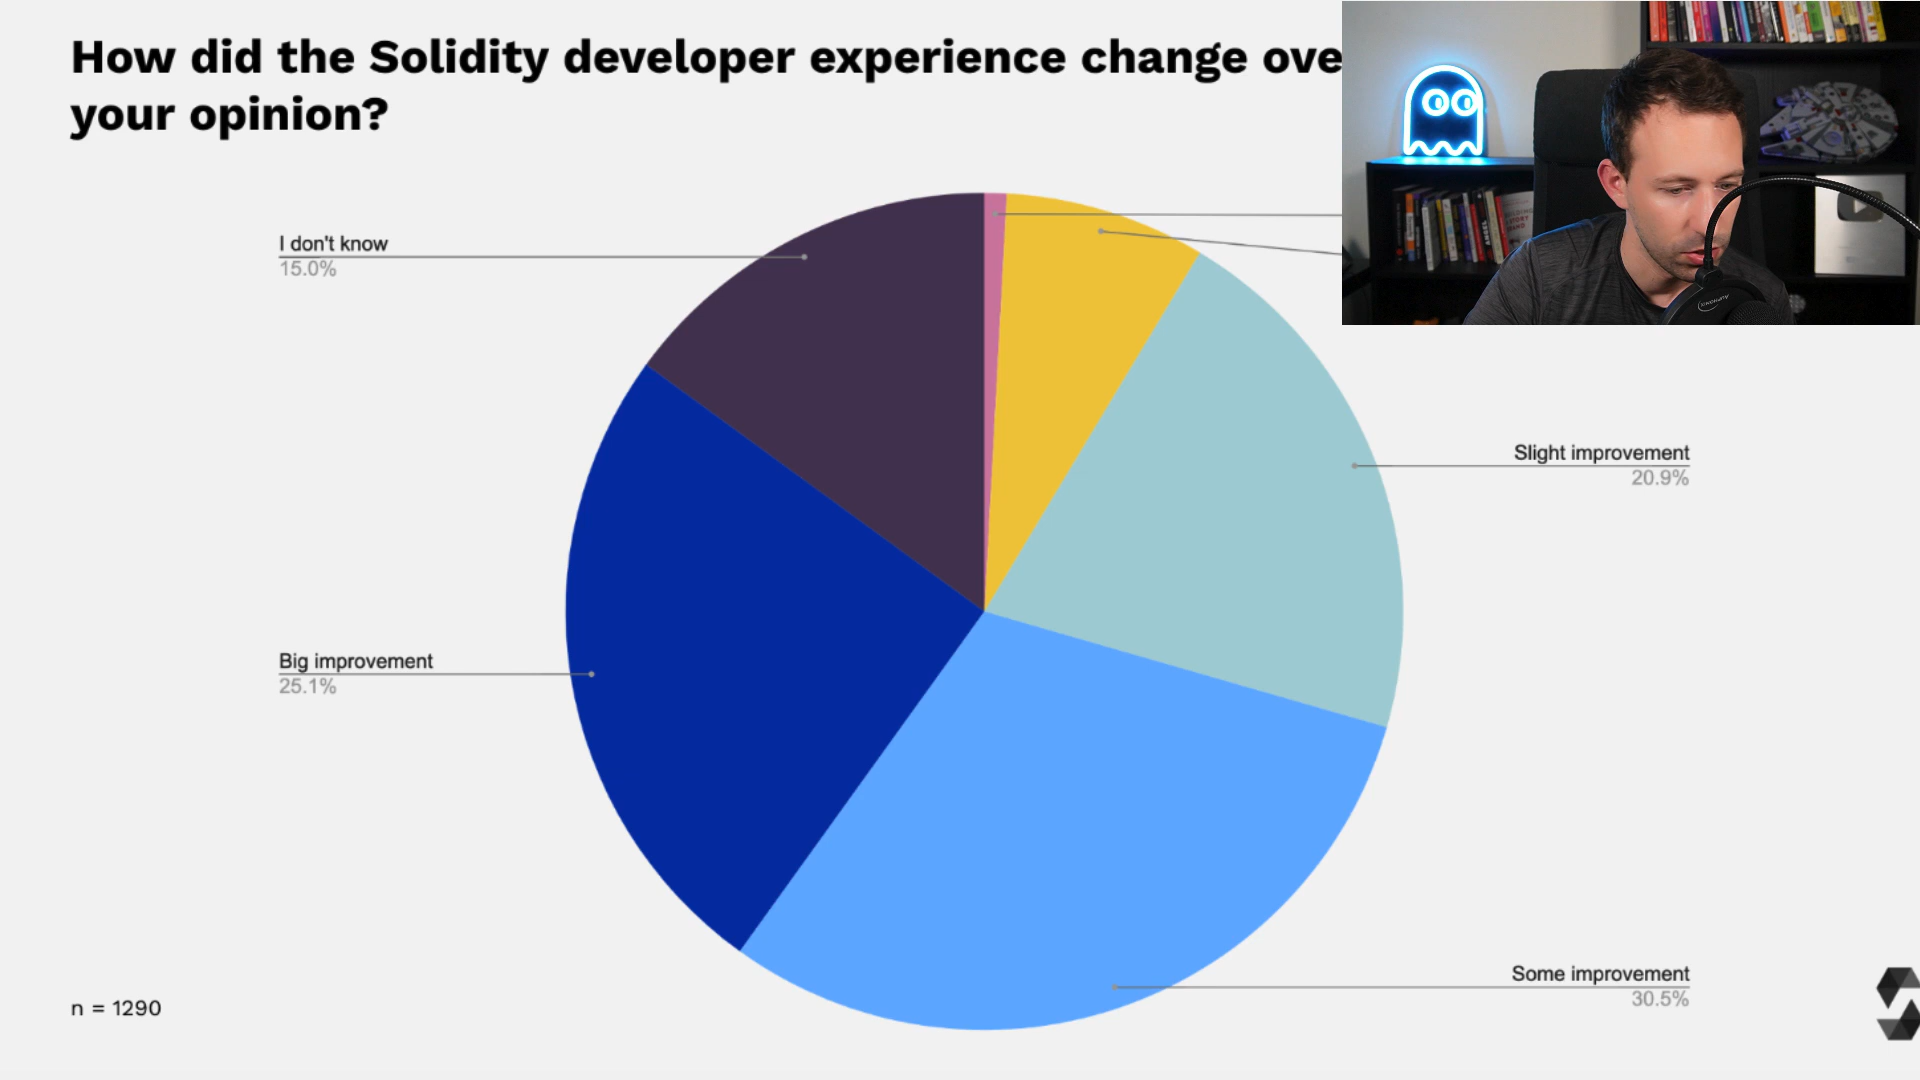 How did the Solidity developer experience change ove
your opinion?
I don't know
15.0%
Slight improvement
20.9%
Big improvement
25.1%
Some improvement
30.5%
n = 1290